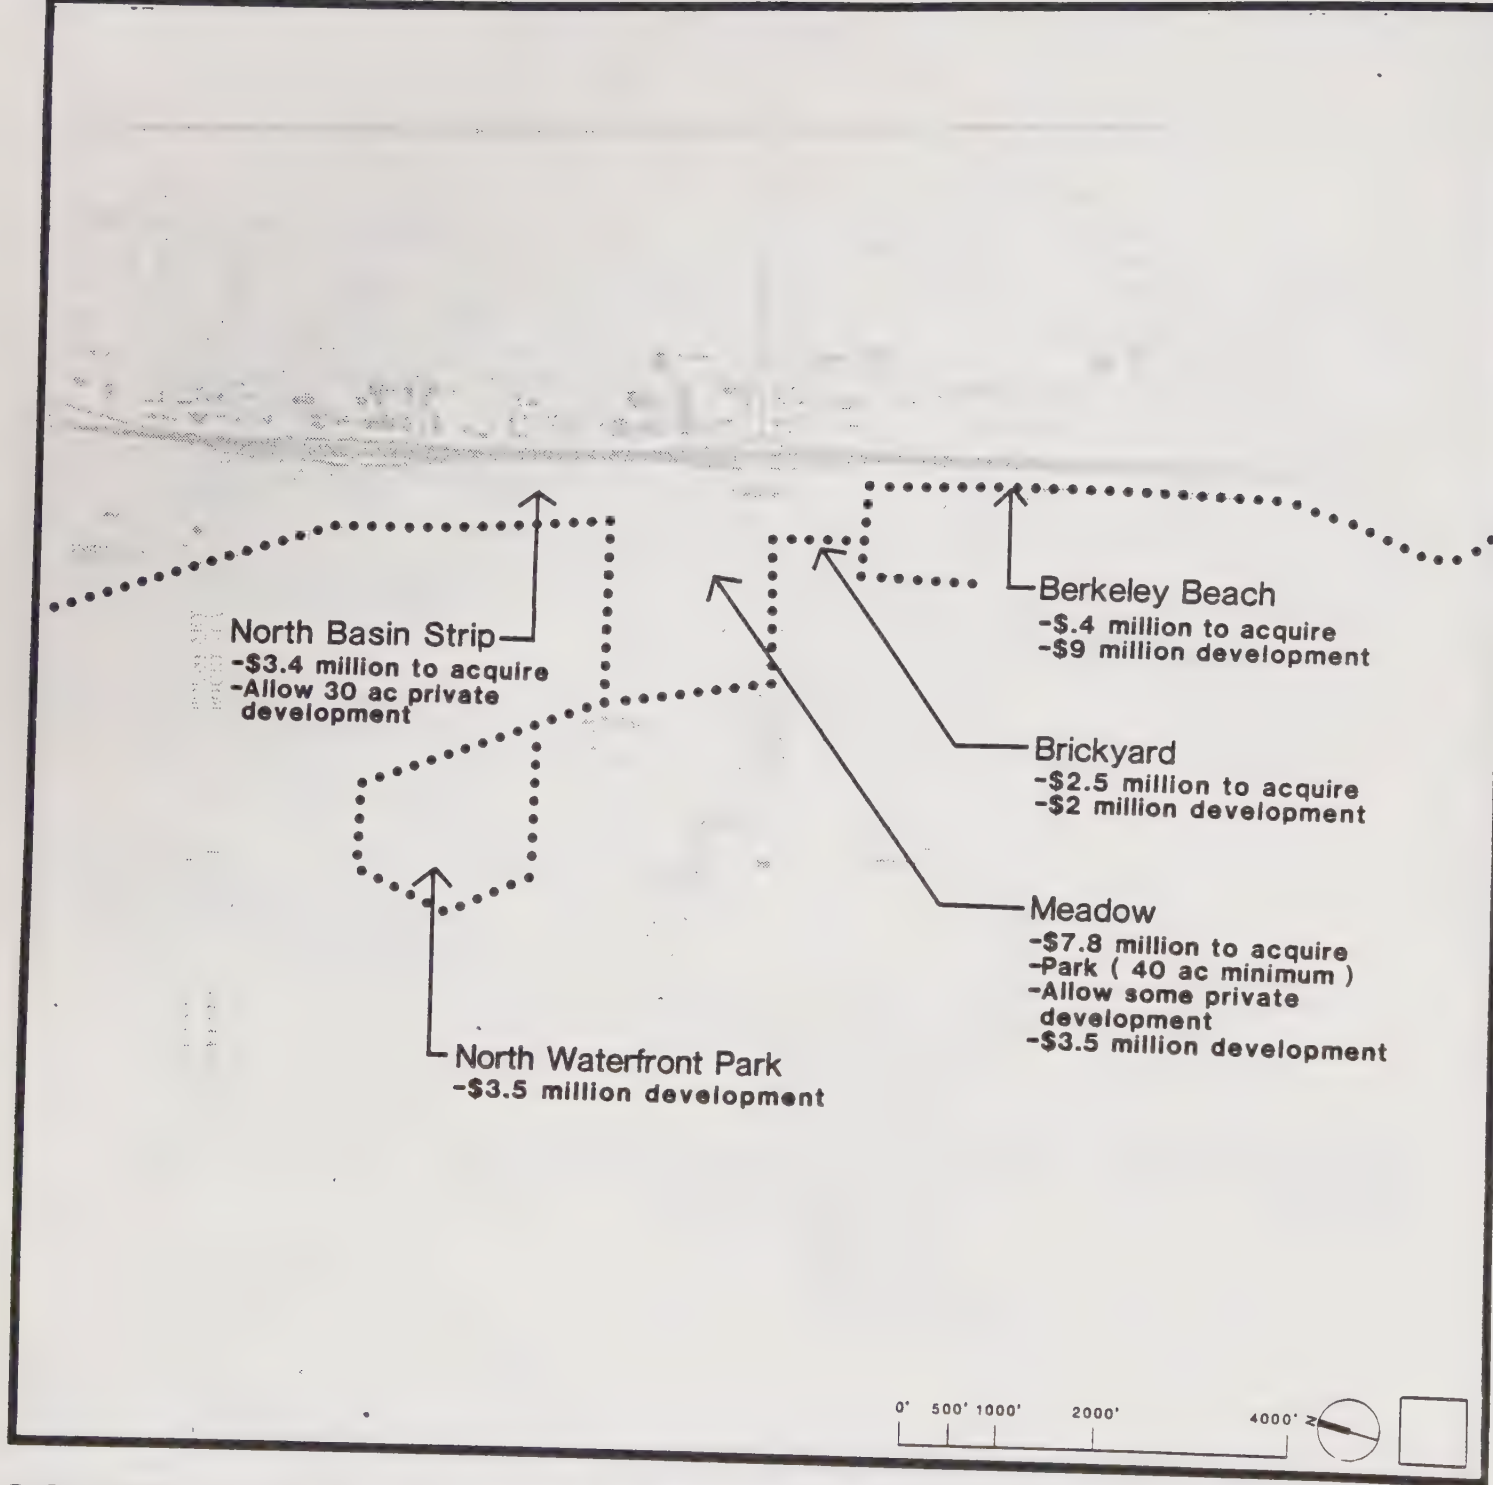 Berkeley Beach
-$.4 million to acquire
-$9 million development
North Basin Strip
-$3.4 million to acquire
-Allow 30 ac private
development
Brickyard
-$2.5 million to acquire
-$2 million development
Meadow
-$7.8 million to acquire
-Park ( 40 ac minimum )
-Allow some private
development
-$3.5 million development
North Waterfront Park
-$3.5 million development
0' 500' 1000' 2000' 4000' N